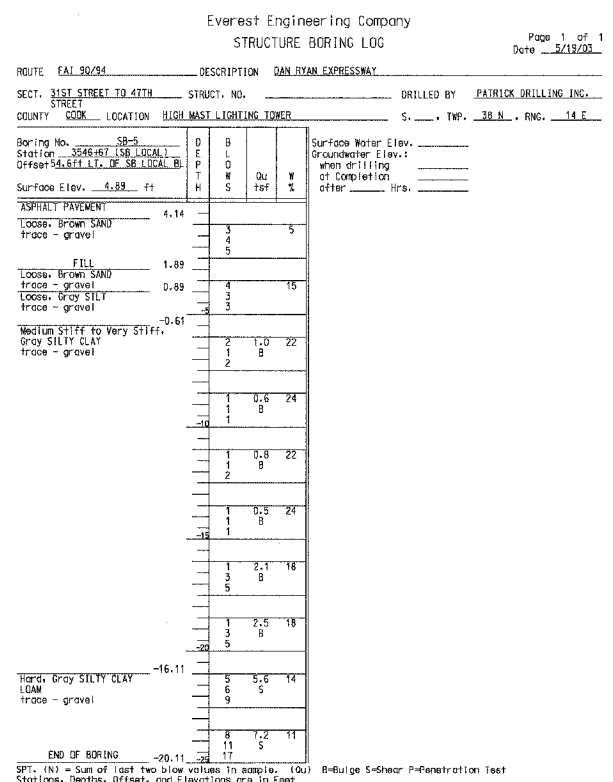 Everest Engineering Company
STRUCTURE BORING LOG
Page 1 of 1
Date 5/19/03
ROUTE FAI 90/94 DESCRIPTION DAN RYAN EXPRESSWAY
SECT. 31ST STREET TO 47TH STREET STRUCT. NO. DRILLED BY PATRICK DRILLING INC.
COUNTY COOK LOCATION HIGH MAST LIGHTING TOWER S. , TWP. 38 N , RNG. 14 E
Boring No. SB-5
Station 3546+67 (SB LOCAL)
Offset 54.6ft LT. OF SB LOCAL BL
Surface Elev. 4.89 ft
DEPTH
BLOWS
Qu tsf
W %
Surface Water Elev.
Groundwater Elev.:
when drilling
at Completion
after Hrs.
ASPHALT PAVEMENT
4.14
Loose, Brown SAND
trace - gravel
3 5
4
5
FILL 1.89
Loose, Brown SAND
trace - gravel 0.89 4 15
Loose, Gray SILT 3
trace - gravel -5 3
-0.61
Medium Stiff to Very Stiff,
Gray SILTY CLAY 2 1.0 22
trace - gravel 1 B
2
1 0.6 24
1 B
-10 1
1 0.8 22
1 B
2
1 0.5 24
1 B
-15 1
1 2.1 18
3 B
5
1 2.5 18
3 B
-20 5
-16.11
Hard, Gray SILTY CLAY 5 5.6 14
LOAM 6 S
trace - gravel 9
8 7.2 11
11 S
END OF BORING -20.11 -25 17
SPT. (N) = Sum of last two blow values in sample. (Qu) B=Bulge S=Shear P=Penetration Test
Stations, Depths, Offset, and Elevations are in Feet